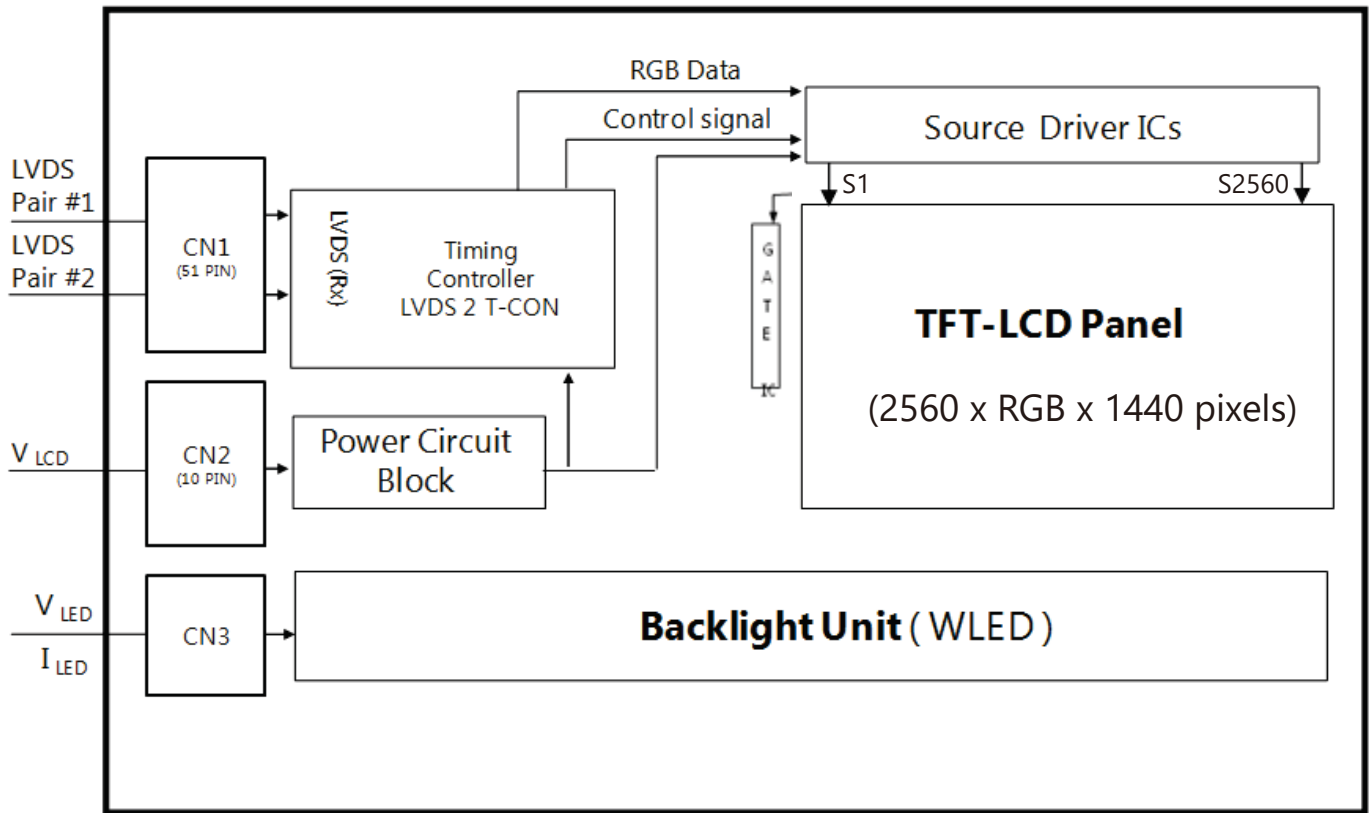 RGB Data
Control signal
Source Driver ICs
S1
S2560
LVDS
Pair #1
LVDS
Pair #2
CN1
(51 PIN)
LVDS (Rx)
Timing
Controller
LVDS 2 T-CON
G
A
T
E
IC
TFT-LCD Panel
(2560 x RGB x 1440 pixels)
V LCD
CN2
(10 PIN)
Power Circuit
Block
V LED
I LED
CN3
Backlight Unit ( WLED )